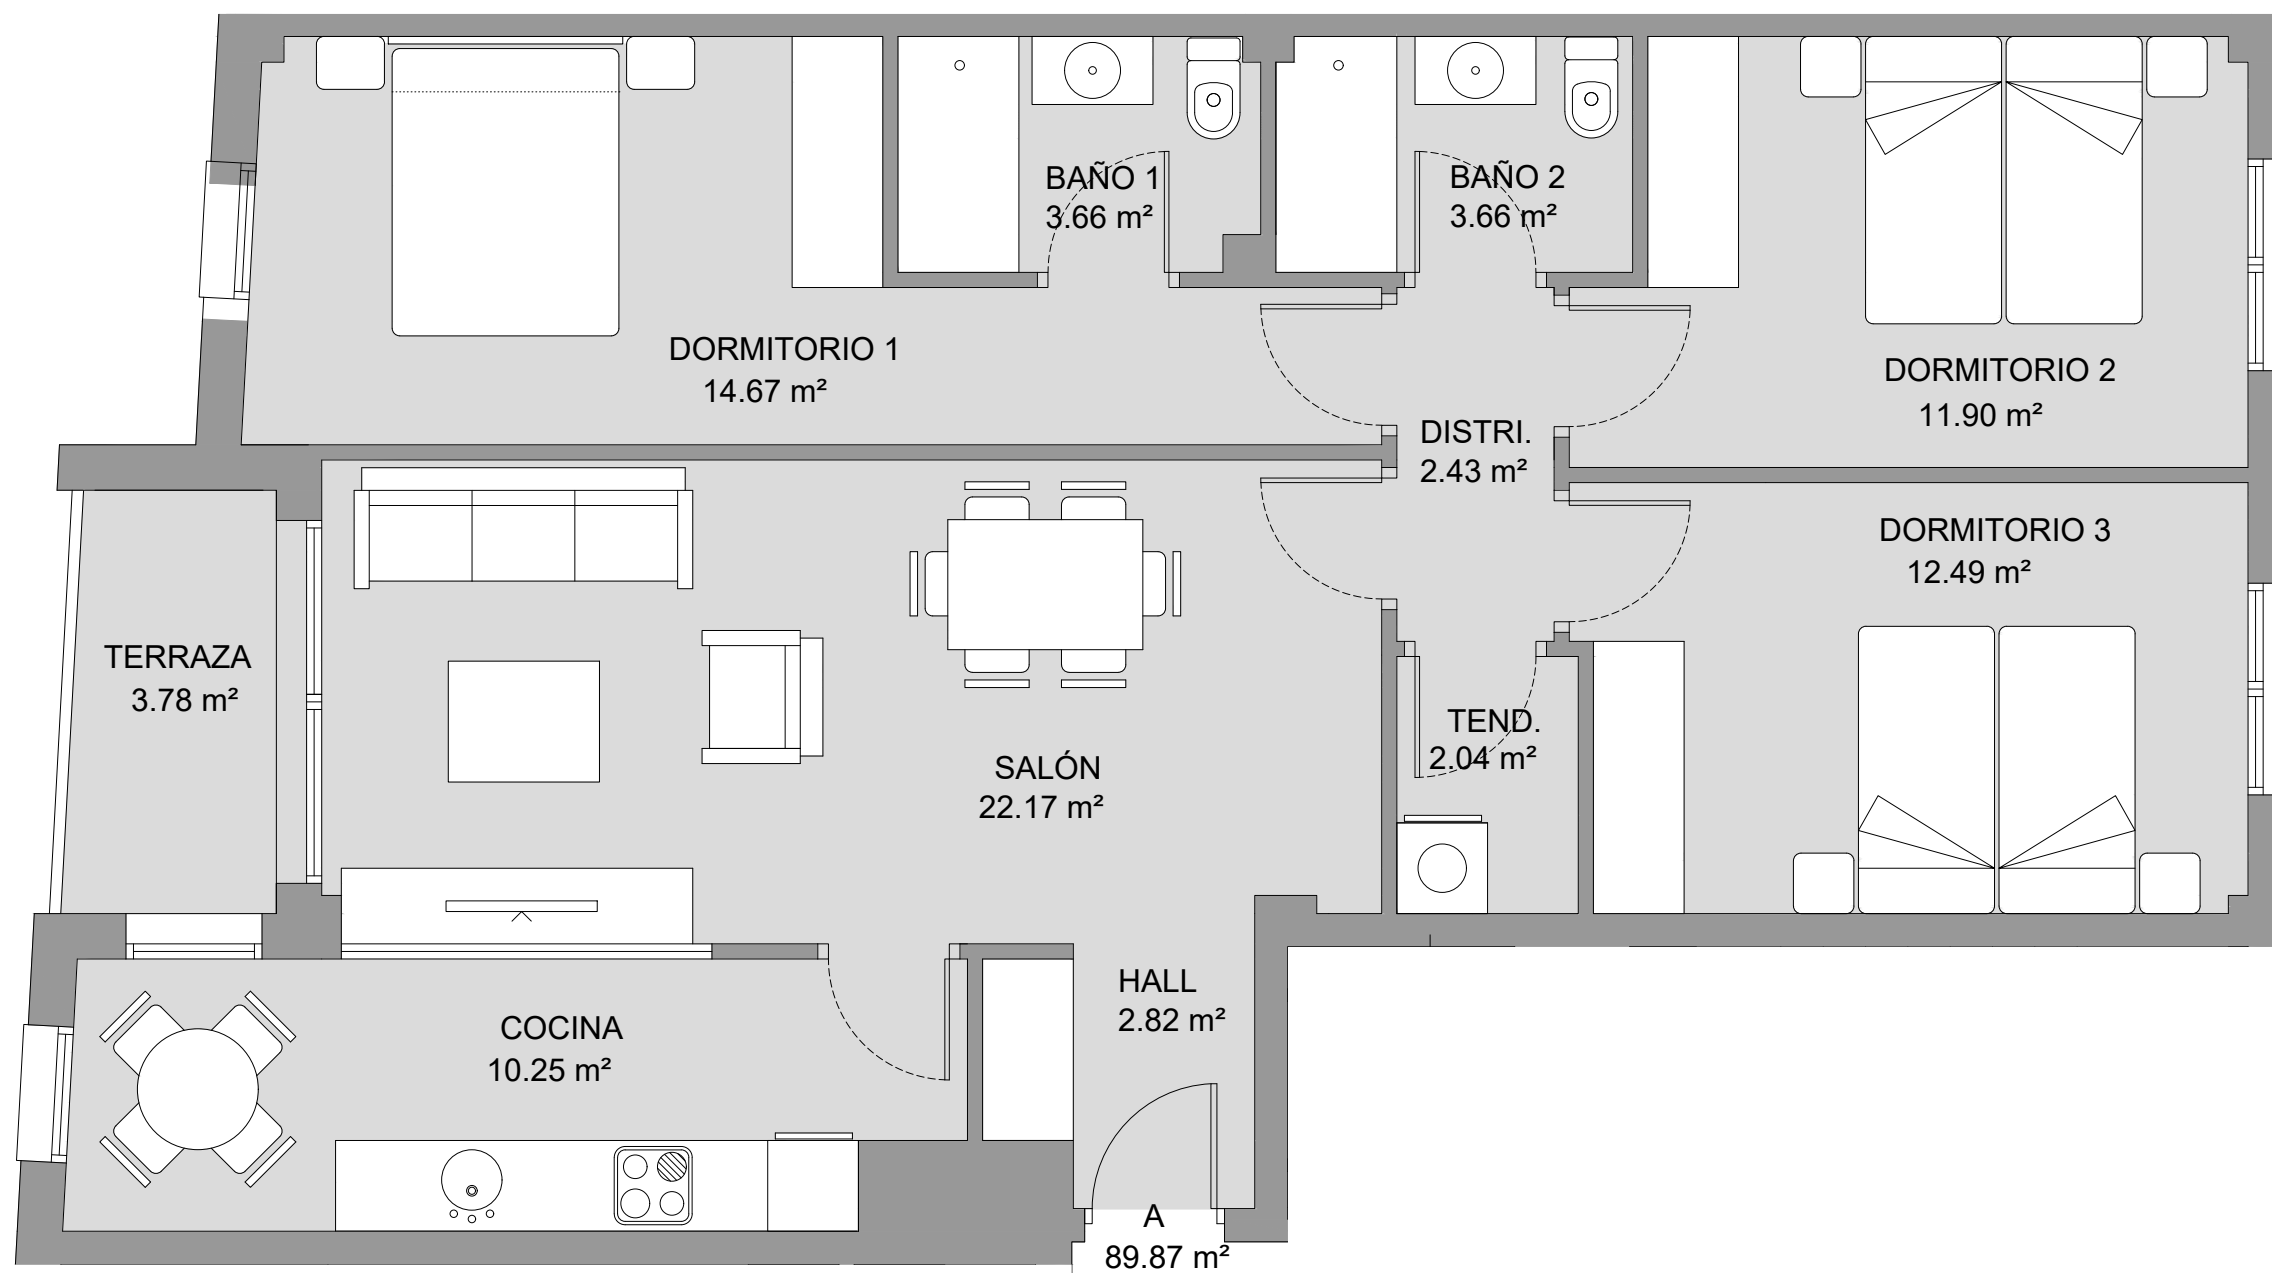 BAÑO 1
3.66 m²
BAÑO 2
3.66 m²
DORMITORIO 1
14.67 m²
DORMITORIO 2
11.90 m²
DISTRI.
2.43 m²
DORMITORIO 3
12.49 m²
TERRAZA
3.78 m²
TEND.
2.04 m²
SALÓN
22.17 m²
HALL
2.82 m²
COCINA
10.25 m²
A
89.87 m²